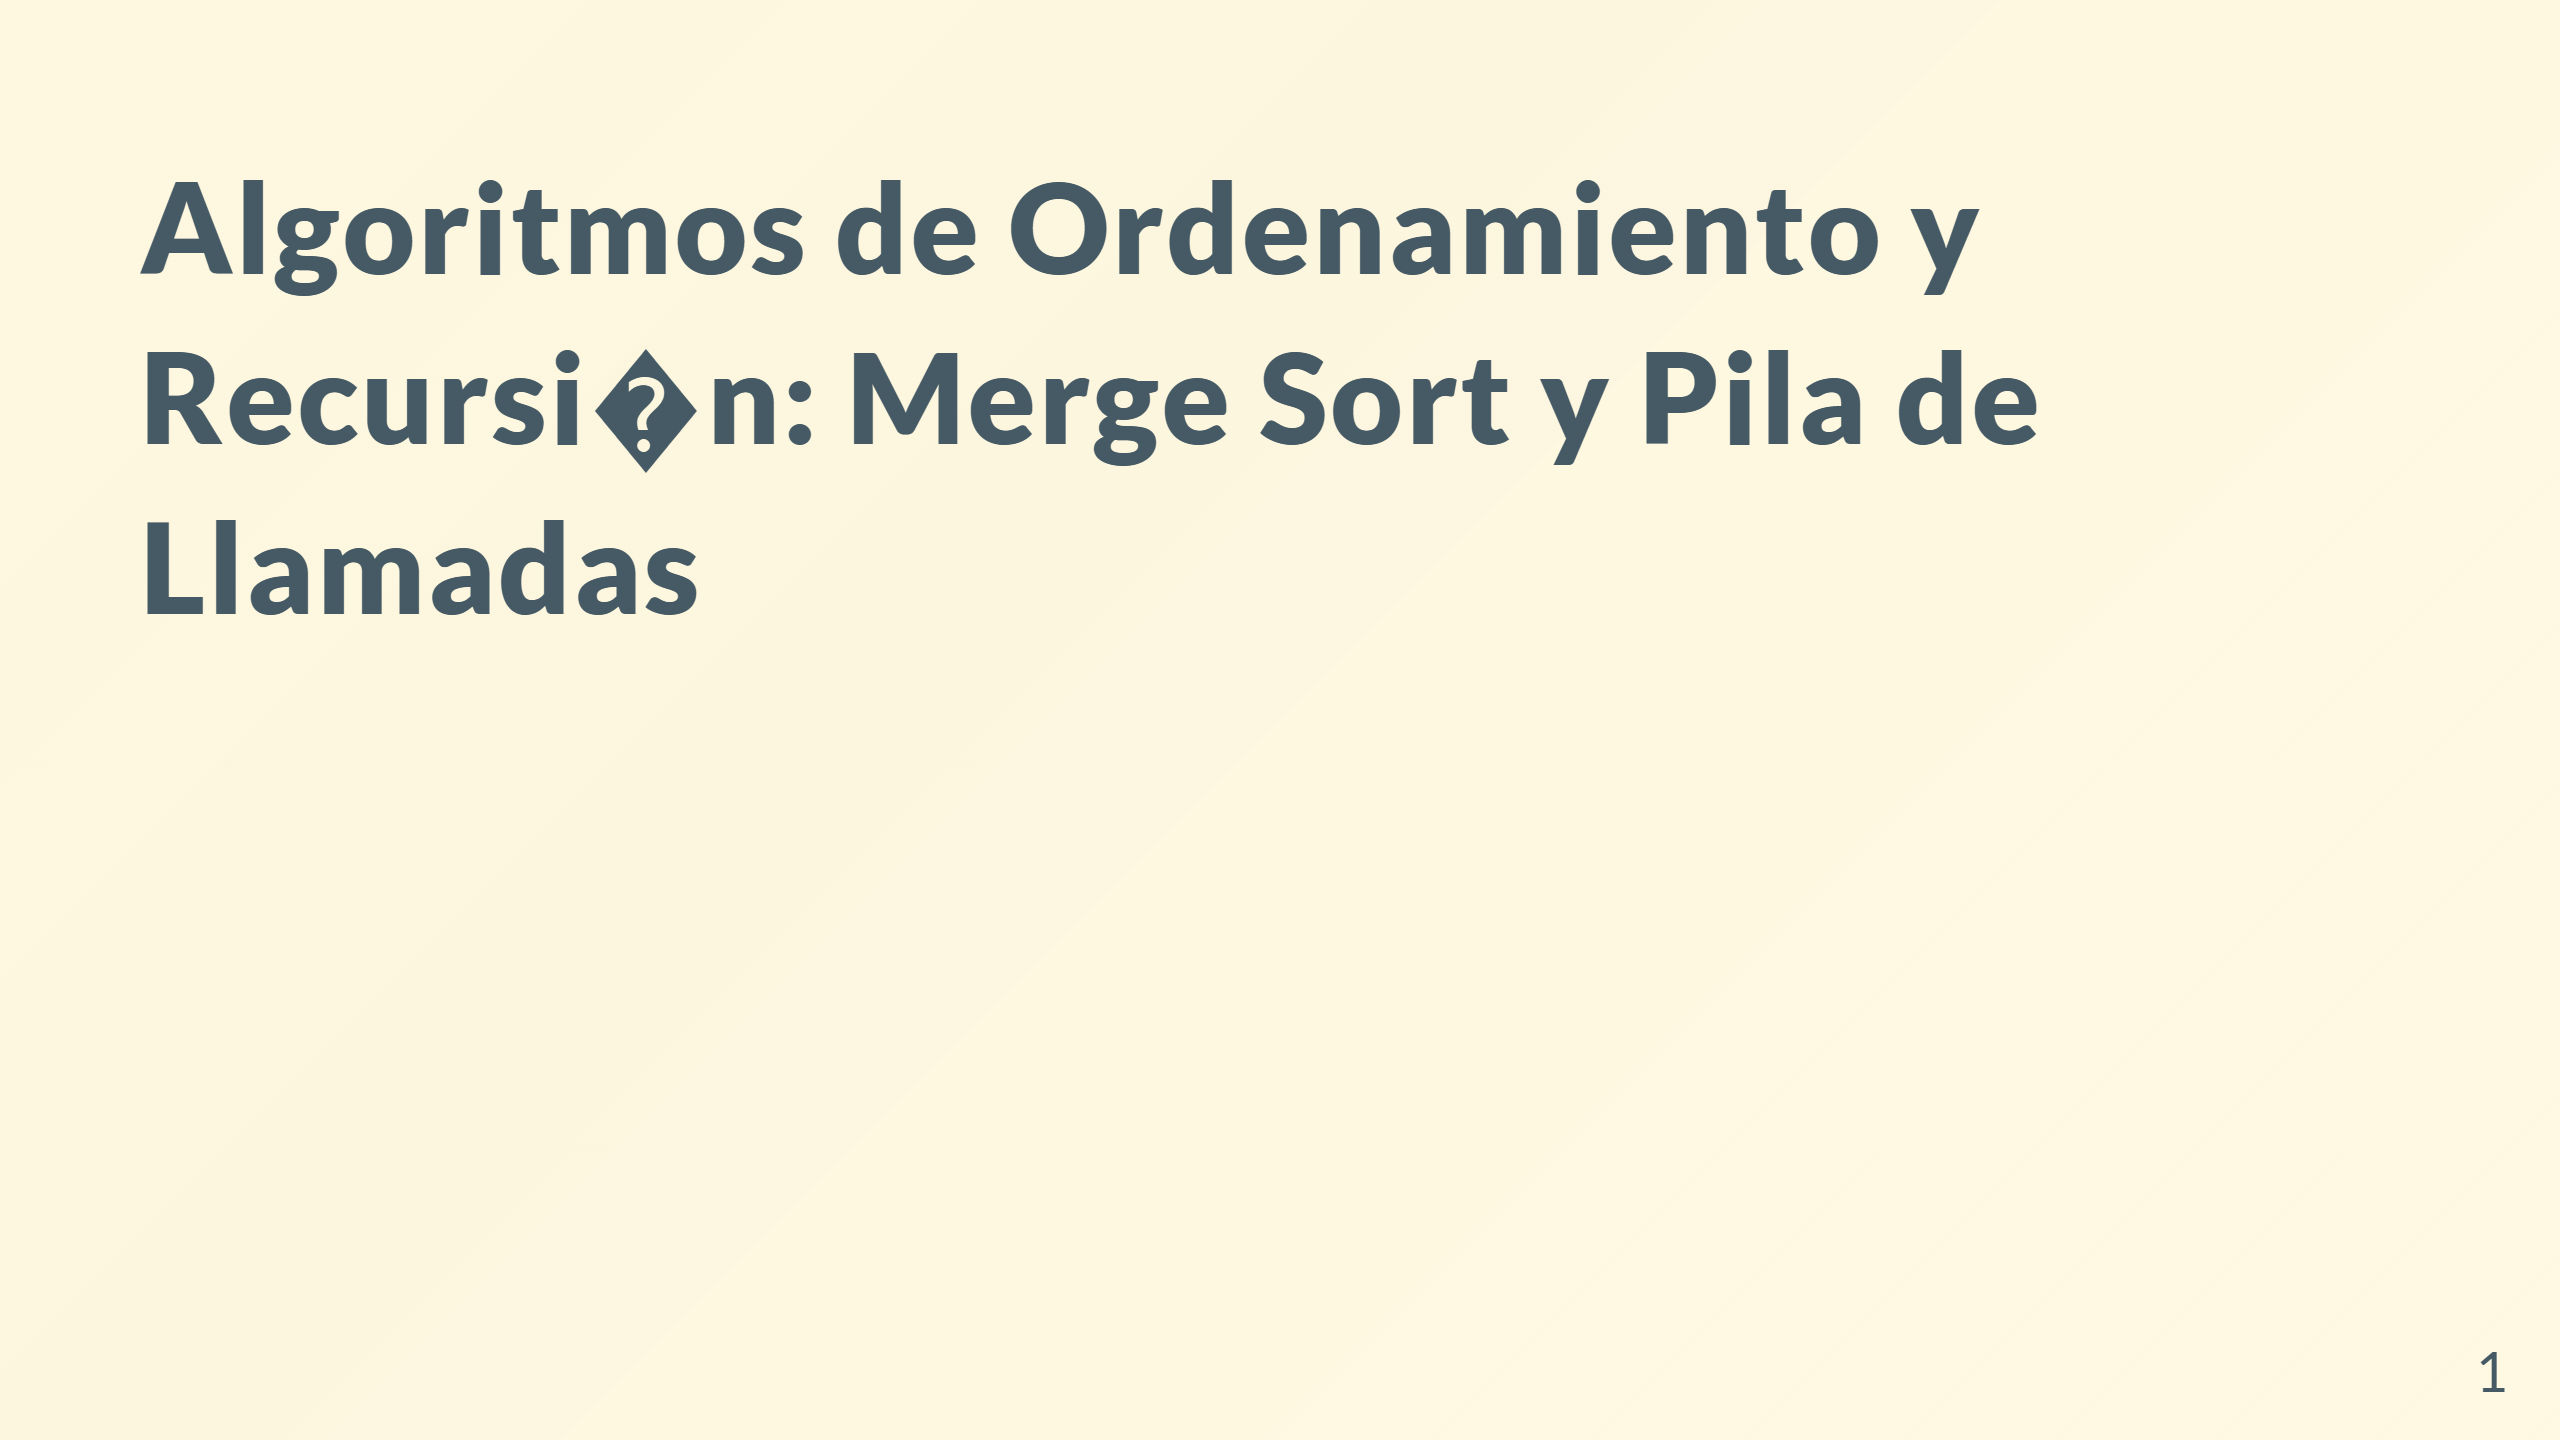 Algoritmos de Ordenamiento y
Recursi�n: Merge Sort y Pila de
Llamadas
1